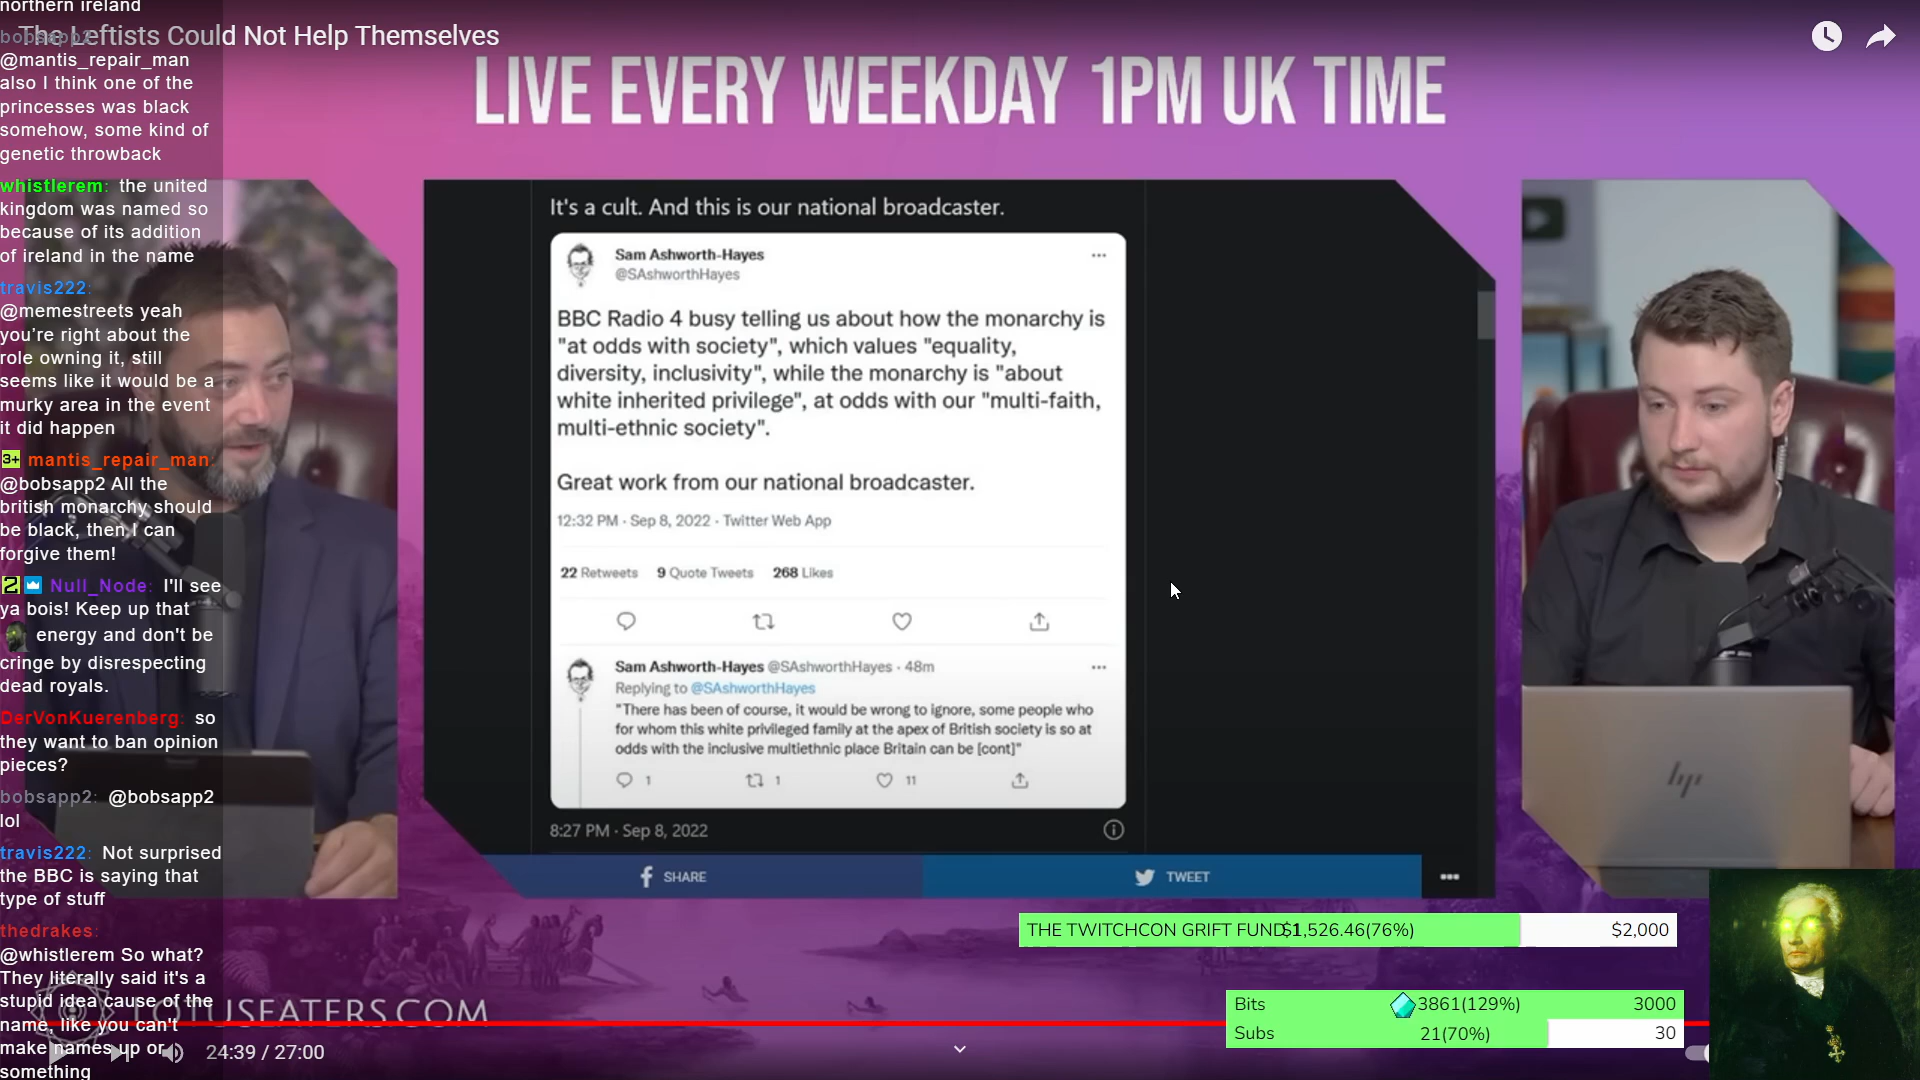 northern ireland
bobsapp2:
The Leftists Could Not Help Themselves
@mantis_repair_man
also I think one of the
princesses was black
somehow, some kind of
genetic throwback
whistlerem: the united
kingdom was named so
because of its addition
of ireland in the name
travis222:
@memestreets yeah
you’re right about the
role owning it, still
seems like it would be a
murky area in the event
it did happen
3+ mantis_repair_man:
@bobsapp2 All the
british monarchy should
be black, then I can
forgive them!
2 Null_Node: I'll see
ya bois! Keep up that
energy and don't be
cringe by disrespecting
dead royals.
DerVonKuerenberg: so
they want to ban opinion
pieces?
bobsapp2: @bobsapp2
lol
travis222: Not surprised
the BBC is saying that
type of stuff
thedrakes:
@whistlerem So what?
They literally said it's a
stupid idea cause of the
name, like you can't
make names up or
something
LIVE EVERY WEEKDAY 1PM UK TIME
It's a cult. And this is our national broadcaster.
Sam Ashworth-Hayes
@SAshworthHayes
BBC Radio 4 busy telling us about how the monarchy is
"at odds with society", which values "equality,
diversity, inclusivity", while the monarchy is "about
white inherited privilege", at odds with our "multi-faith,
multi-ethnic society".
Great work from our national broadcaster.
12:32 PM · Sep 8, 2022 · Twitter Web App
22 Retweets 9 Quote Tweets 268 Likes
Sam Ashworth-Hayes @SAshworthHayes · 48m
Replying to @SAshworthHayes
"There has been of course, it would be wrong to ignore, some people who
for whom this white privileged family at the apex of British society is so at
odds with the inclusive multiethnic place Britain can be [cont]"
1 1 11
8:27 PM · Sep 8, 2022
SHARE
TWEET
hp
THE TWITCHCON GRIFT FUND $1,526.46(76%) $2,000
Bits 3861(129%) 3000
Subs 21(70%) 30
LOTUSEATERS.COM
24:39 / 27:00